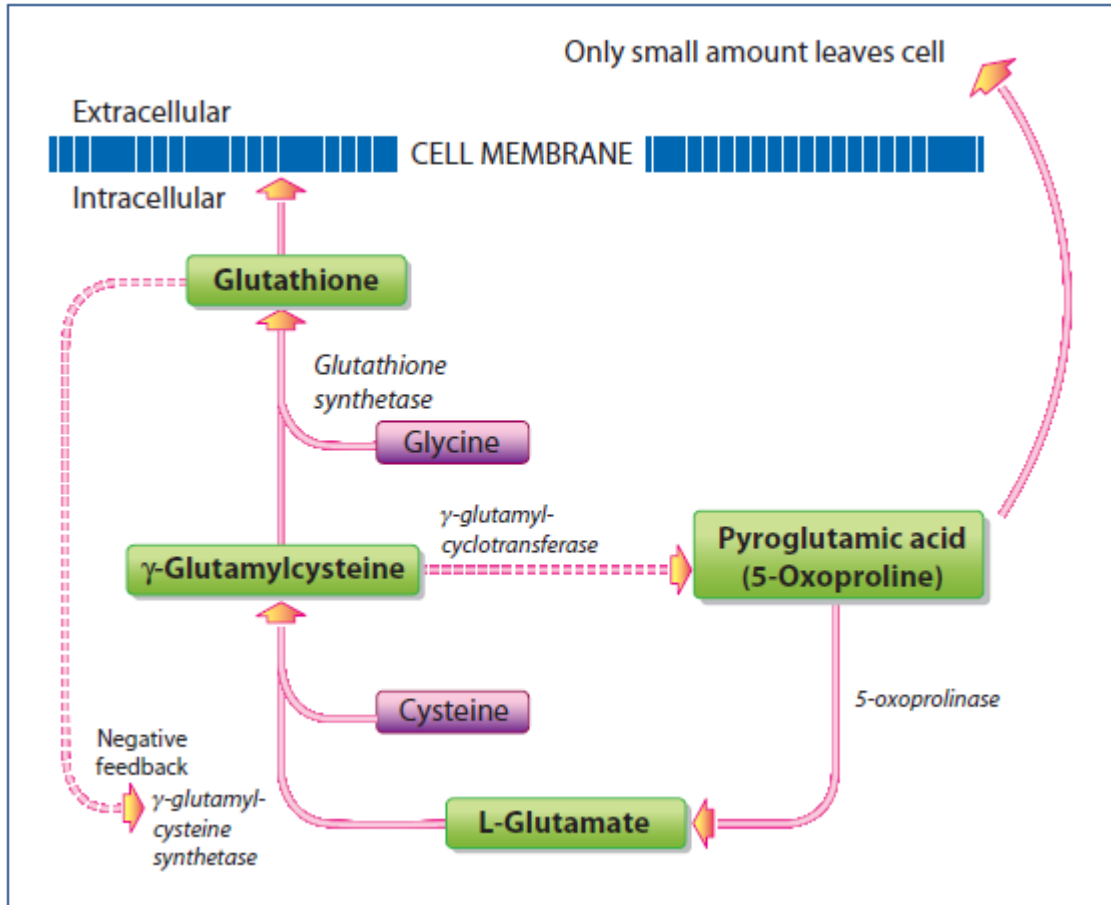 Only small amount leaves cell
Extracellular
CELL MEMBRANE
Intracellular
Glutathione
Glutathione
synthetase
Glycine
γ-glutamyl-
cyclotransferase
γ-Glutamylcysteine
Pyroglutamic acid
(5-Oxoproline)
Cysteine
5-oxoprolinase
Negative
feedback
γ-glutamyl-
cysteine
synthetase
L-Glutamate